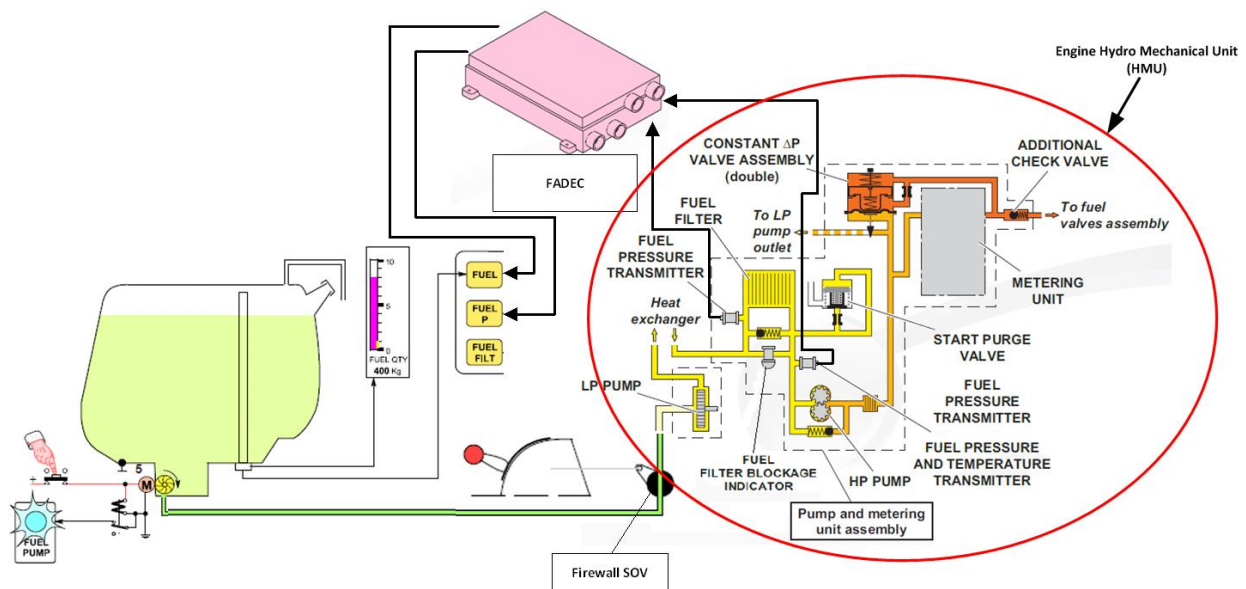 Engine Hydro Mechanical Unit
(HMU)
FADEC
CONSTANT ΔP
VALVE ASSEMBLY
(double)
ADDITIONAL
CHECK VALVE
FUEL
FILTER
To LP
pump
outlet
To fuel
valves assembly
FUEL
PRESSURE
TRANSMITTER
METERING
UNIT
Heat
exchanger
START PURGE
VALVE
10
5
0
FUEL QTY
400 Kg
FUEL
FUEL
P
FUEL
FILT
LP PUMP
FUEL
PRESSURE
TRANSMITTER
FUEL PRESSURE
AND TEMPERATURE
TRANSMITTER
FUEL
FILTER BLOCKAGE
INDICATOR
HP PUMP
Pump and metering
unit assembly
5
+
M
FUEL
PUMP
Firewall SOV